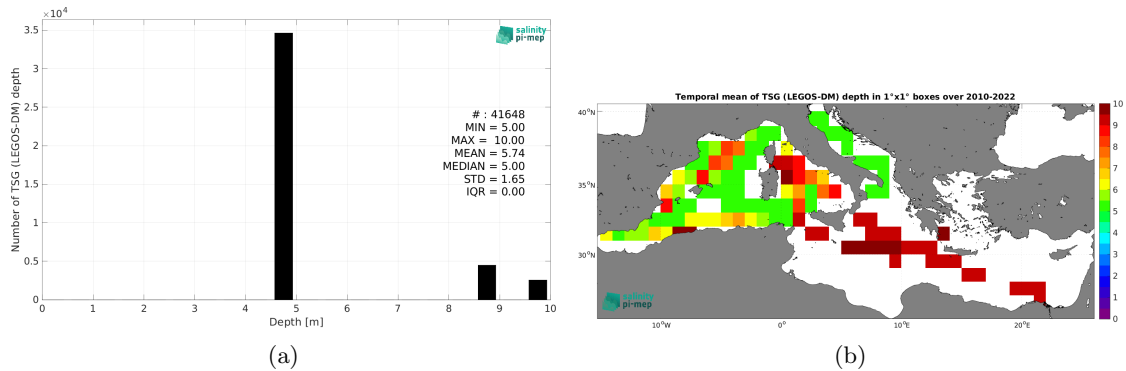 ×10⁴
3.5
3
2.5
2
1.5
1
0.5
0
Number of TSG (LEGOS-DM) depth
salinity
pi-mep
# : 41648
MIN = 5.00
MAX = 10.00
MEAN = 5.74
MEDIAN = 5.00
STD = 1.65
IQR = 0.00
0 1 2 3 4 5 6 7 8 9 10
Depth [m]
(a)
Temporal mean of TSG (LEGOS-DM) depth in 1°x1° boxes over 2010-2022
40°N
35°N
30°N
salinity
pi-mep
10°W 0° 10°E 20°E
10
9
8
7
6
5
4
3
2
1
0
(b)